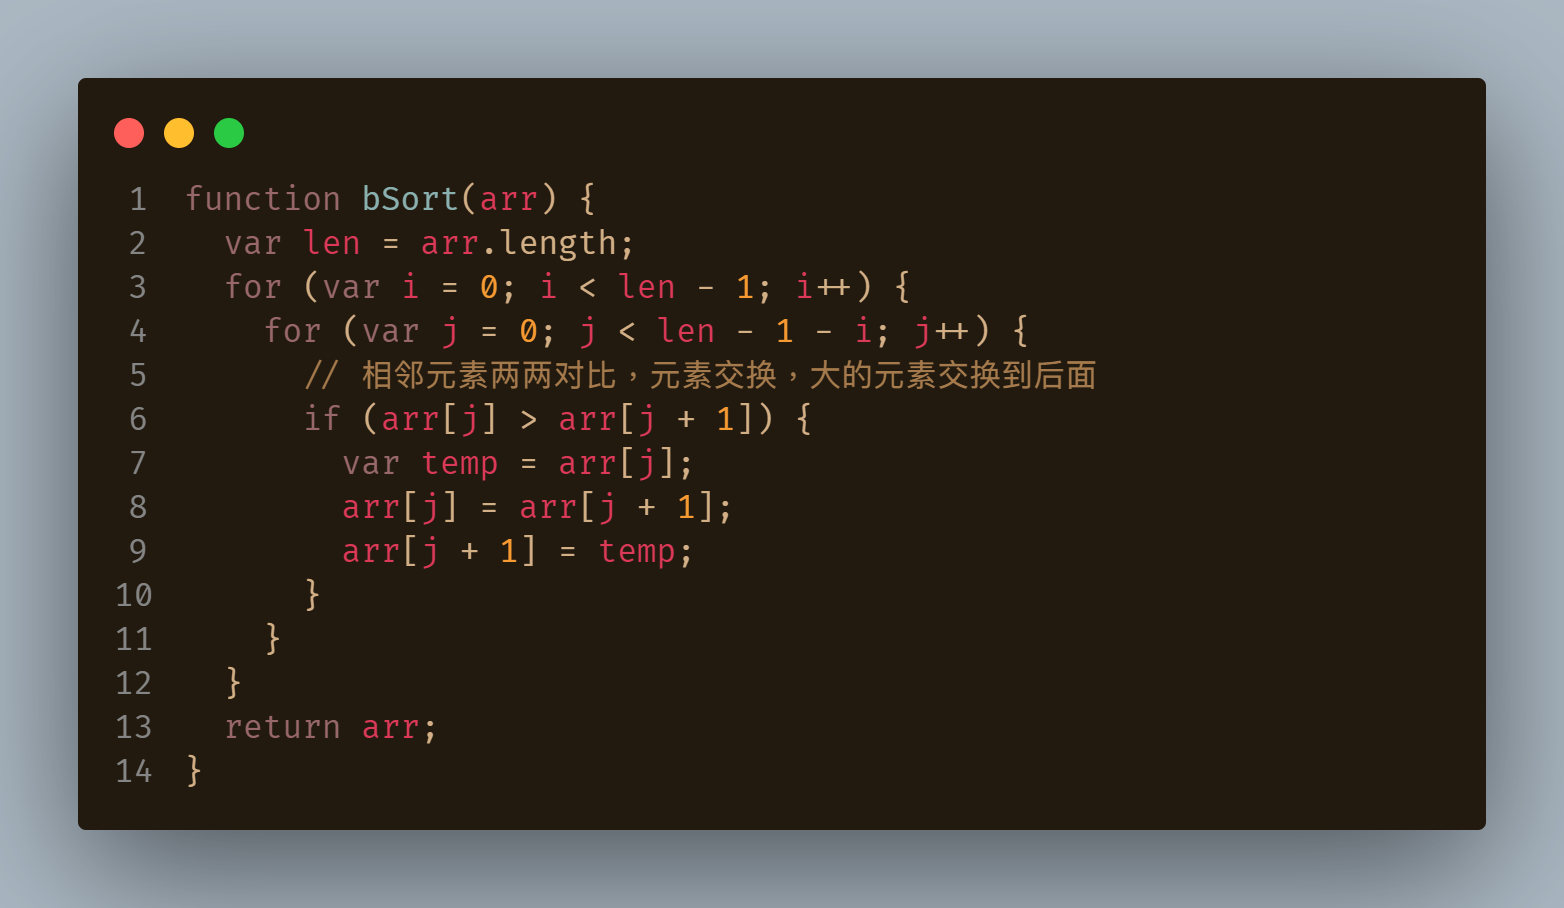 1 function bSort(arr) {
2   var len = arr.length;
3   for (var i = 0; i < len - 1; i++) {
4     for (var j = 0; j < len - 1 - i; j++) {
5       // 相邻元素两两对比，元素交换，大的元素交换到后面
6       if (arr[j] > arr[j + 1]) {
7         var temp = arr[j];
8         arr[j] = arr[j + 1];
9         arr[j + 1] = temp;
10       }
11     }
12   }
13   return arr;
14 }